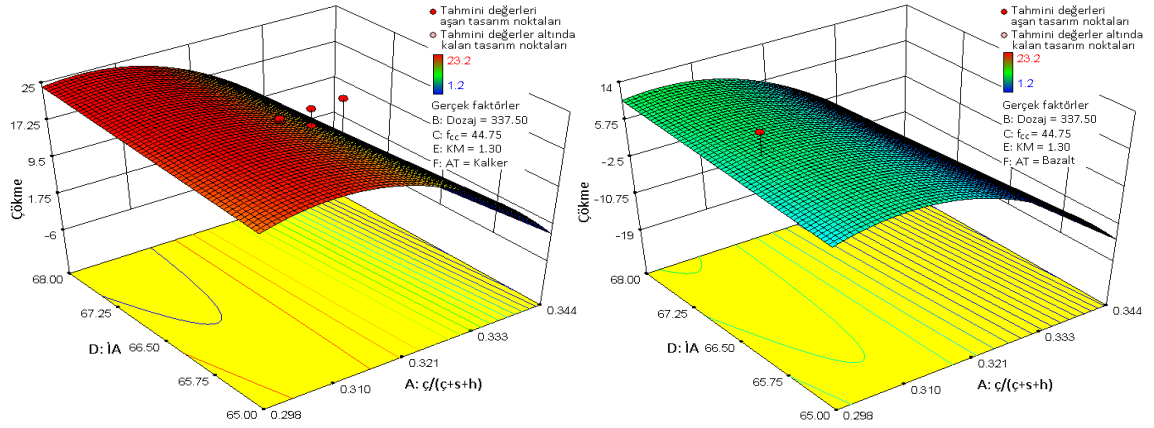 Tahmini değerleri
aşan tasarım noktaları
Tahmini değerler altında
kalan tasarım noktaları
23.2
1.2
Gerçek faktörler
B: Dozaj = 337.50
C: fcc= 44.75
E: KM = 1.30
F: AT = Kalker
25
17.25
9.5
1.75
-6
Çökme
68.00
67.25
66.50
65.75
65.00
D: İA
0.298
0.310
0.321
0.333
0.344
A: ç/(ç+s+h)
Tahmini değerleri
aşan tasarım noktaları
Tahmini değerler altında
kalan tasarım noktaları
23.2
1.2
Gerçek faktörler
B: Dozaj = 337.50
C: fcc= 44.75
E: KM = 1.30
F: AT = Bazalt
14
5.75
-2.5
-10.75
-19
Çökme
68.00
67.25
66.50
65.75
65.00
D: İA
0.298
0.310
0.321
0.333
0.344
A: ç/(ç+s+h)